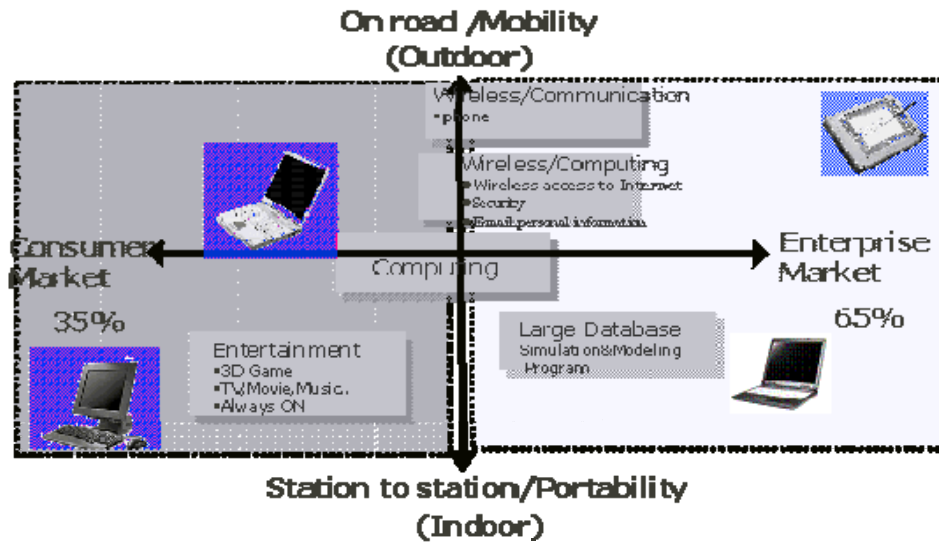 On road /Mobility
(Outdoor)
Wireless/Communication
•phone
Wireless/Computing
•Wireless access to Internet
•Security
•Email personal information
Consumer
Market
Enterprise
Market
Computing
35%
65%
Entertainment
•3D Game
•TV,Movie,Music..
•Always ON
Large Database
Simulation&Modeling
Program
Station to station/Portability
(Indoor)